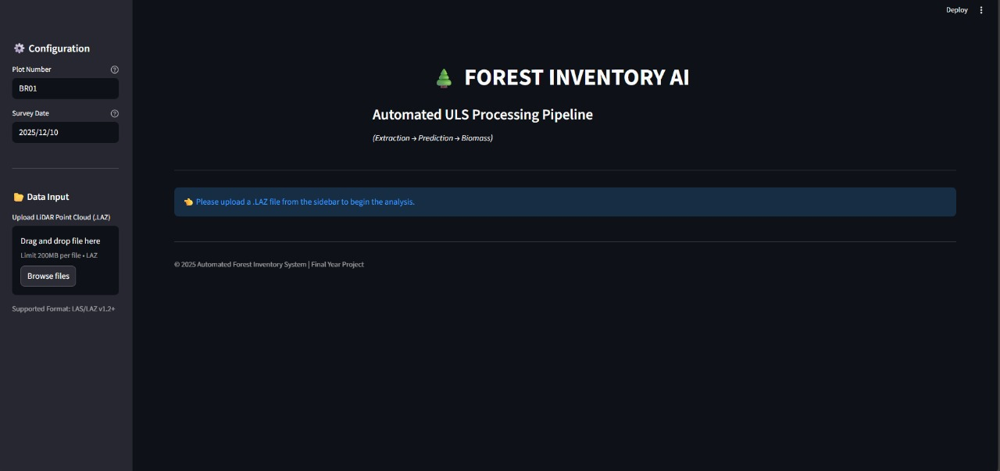 Deploy
Configuration
Plot Number
BR01
Survey Date
2025/12/10
Data Input
Upload LiDAR Point Cloud (.LAZ)
Drag and drop file here
Limit 200MB per file • LAZ
Browse files
Supported Format: LAS/LAZ v1.2+
FOREST INVENTORY AI
Automated ULS Processing Pipeline
(Extraction → Prediction → Biomass)
Please upload a .LAZ file from the sidebar to begin the analysis.
© 2025 Automated Forest Inventory System | Final Year Project